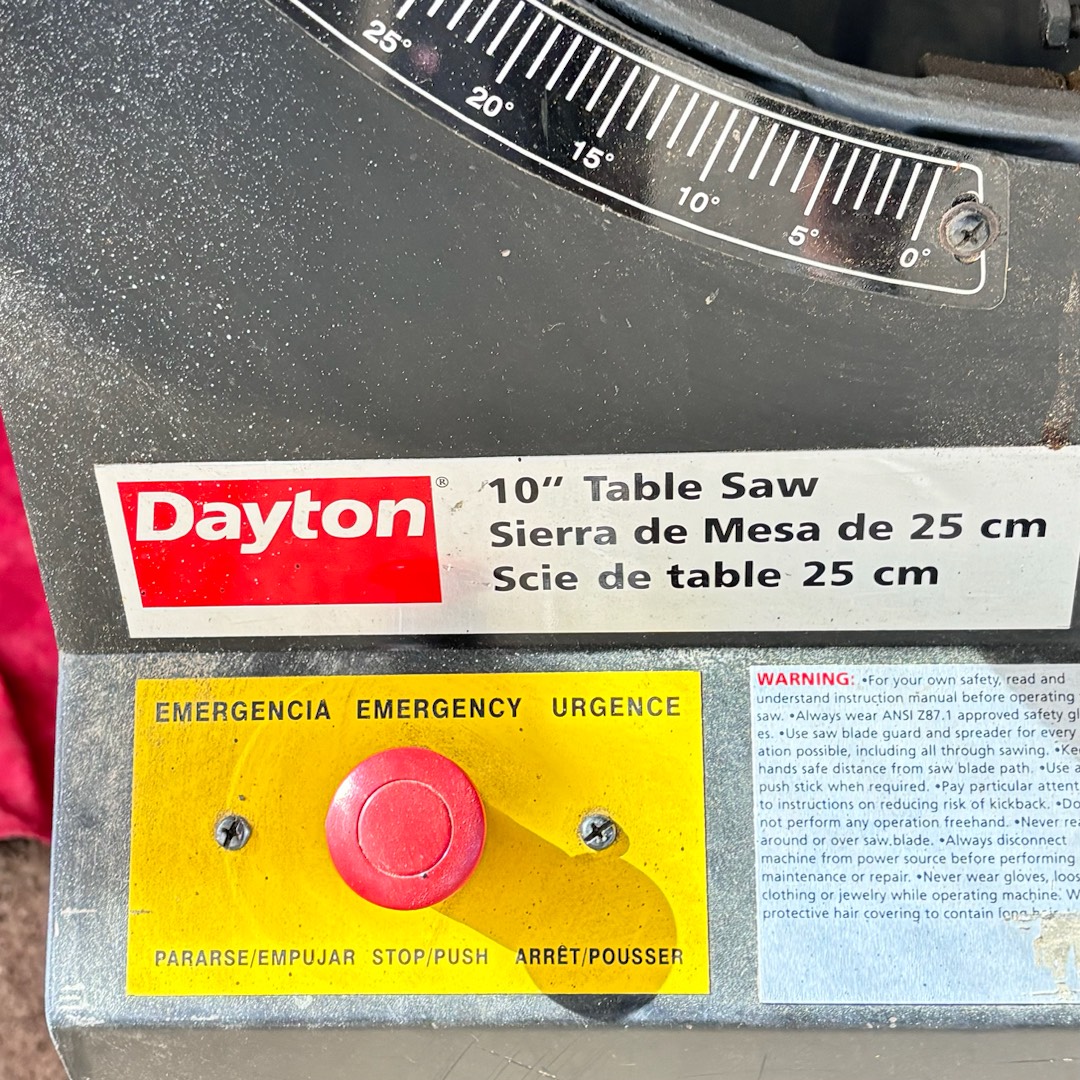 25° 20° 15° 10° 5° 0°
Dayton®
10" Table Saw
Sierra de Mesa de 25 cm
Scie de table 25 cm
EMERGENCIA EMERGENCY URGENCE
PARARSE/EMPUJAR STOP/PUSH ARRÊT/POUSSER
WARNING: •For your own safety, read and
understand instruction manual before operating
saw. •Always wear ANSI Z87.1 approved safety
es. •Use saw blade guard and spreader for every
ation possible, including all through sawing.
hands safe distance from saw blade path. •Use
push stick when required. •Pay particular
to instructions on reducing risk of kickback. •Do
not perform any operation freehand. •Never
around or over saw blade. •Always disconnect
machine from power source before performing
maintenance or repair. •Never wear gloves,
clothing or jewelry while operating machine.
protective hair covering to contain long